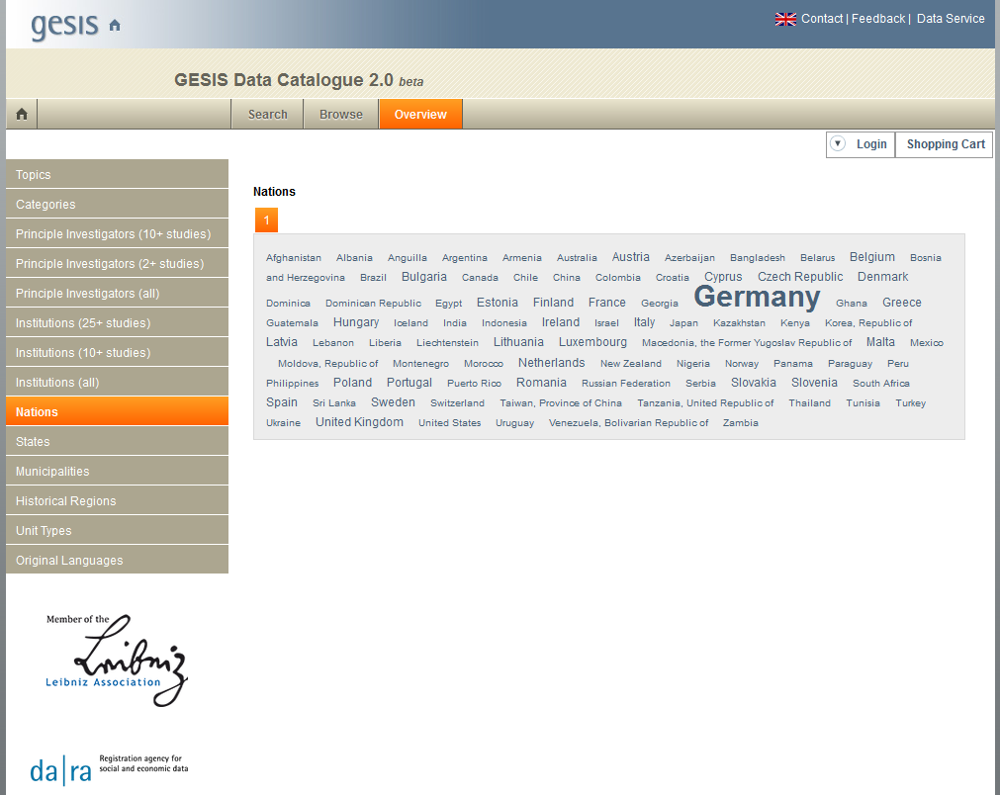 gesis
Contact | Feedback | Data Service
GESIS Data Catalogue 2.0 beta
Search Browse Overview
Login Shopping Cart
Topics
Categories
Principle Investigators (10+ studies)
Principle Investigators (2+ studies)
Principle Investigators (all)
Institutions (25+ studies)
Institutions (10+ studies)
Institutions (all)
Nations
States
Municipalities
Historical Regions
Unit Types
Original Languages
Nations
1
Afghanistan Albania Anguilla Argentina Armenia Australia Austria Azerbaijan Bangladesh Belarus Belgium Bosnia
and Herzegovina Brazil Bulgaria Canada Chile China Colombia Croatia Cyprus Czech Republic Denmark
Dominica Dominican Republic Egypt Estonia Finland France Georgia Germany Ghana Greece
Guatemala Hungary Iceland India Indonesia Ireland Israel Italy Japan Kazakhstan Kenya Korea, Republic of
Latvia Lebanon Liberia Liechtenstein Lithuania Luxembourg Macedonia, the Former Yugoslav Republic of Malta Mexico
Moldova, Republic of Montenegro Morocco Netherlands New Zealand Nigeria Norway Panama Paraguay Peru
Philippines Poland Portugal Puerto Rico Romania Russian Federation Serbia Slovakia Slovenia South Africa
Spain Sri Lanka Sweden Switzerland Taiwan, Province of China Tanzania, United Republic of Thailand Tunisia Turkey
Ukraine United Kingdom United States Uruguay Venezuela, Bolivarian Republic of Zambia
Member of the
Leibniz
Leibniz Association
da|ra
Registration agency for
social and economic data